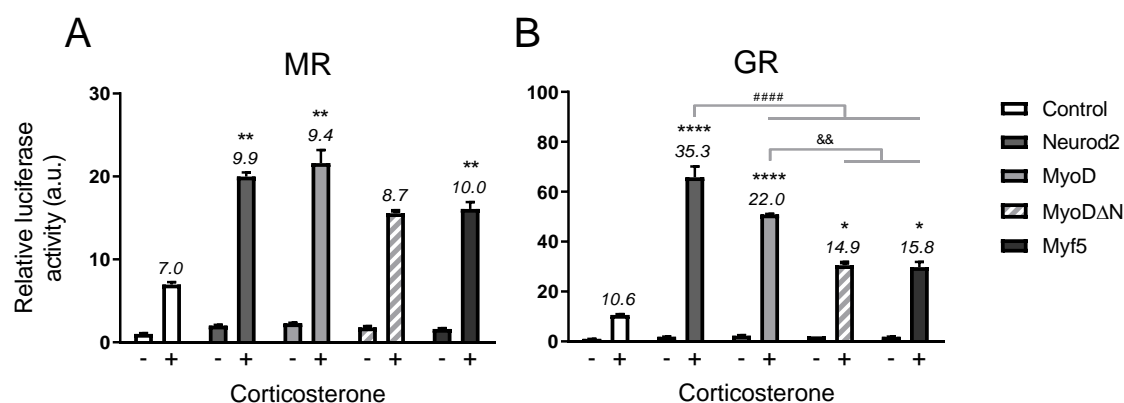 A
MR
Relative luciferase
activity (a.u.)
30
20
10
0
7.0
**
9.9
**
9.4
8.7
**
10.0
- + - + - + - + - +
Corticosterone
B
GR
100
80
60
40
20
0
10.6
****
35.3
****
22.0
*
14.9
*
15.8
####
&&
- + - + - + - + - +
Corticosterone
Control
Neurod2
MyoD
MyoDΔN
Myf5